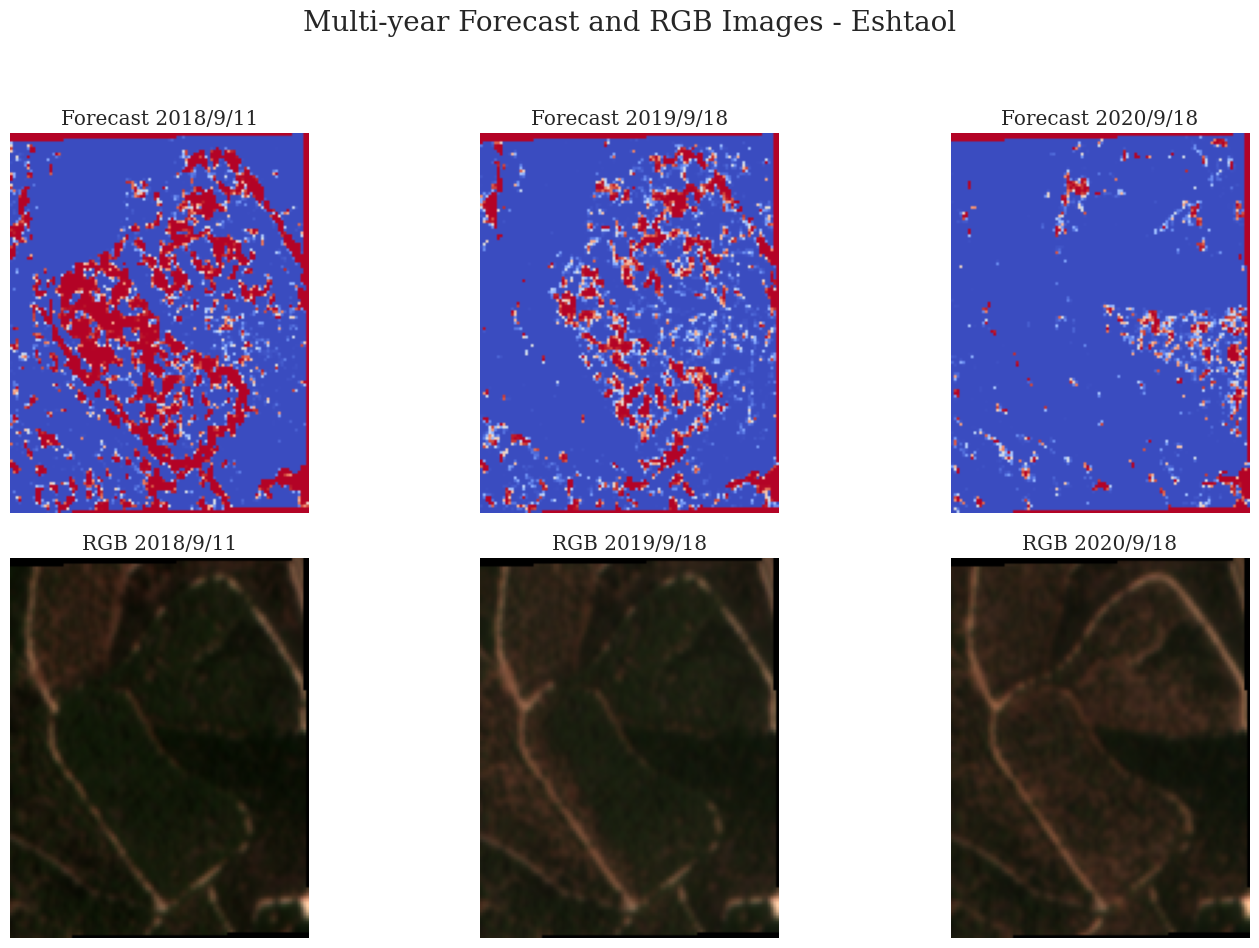 Multi-year Forecast and RGB Images - Eshtaol
Forecast 2018/9/11
Forecast 2019/9/18
Forecast 2020/9/18
RGB 2018/9/11
RGB 2019/9/18
RGB 2020/9/18